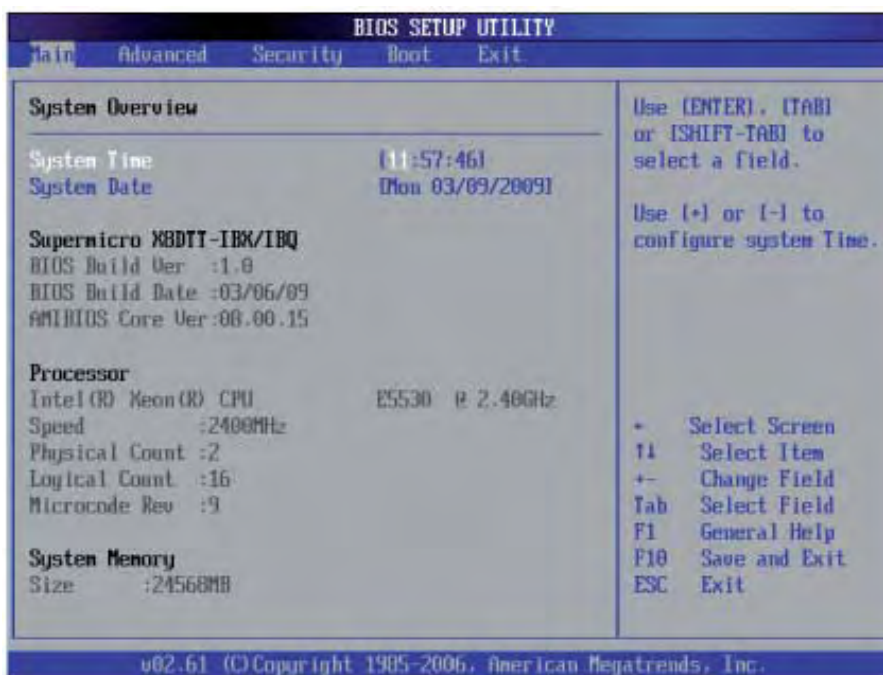 BIOS SETUP UTILITY
Main Advanced Security Boot Exit
System Overview
System Time [11:57:46]
System Date [Mon 03/09/2009]
Supermicro X8DTT-IBX/IBQ
BIOS Build Ver :1.0
BIOS Build Date :03/06/09
AMIBIOS Core Ver:08.00.15
Processor
Intel(R) Xeon(R) CPU E5530 @ 2.40GHz
Speed :2400MHz
Physical Count :2
Logical Count :16
Microcode Rev :9
System Memory
Size :24568MB
Use [ENTER], [TAB]
or [SHIFT-TAB] to
select a field.
Use [+] or [-] to
configure system Time.
Select Screen
↑↓ Select Item
+- Change Field
Tab Select Field
F1 General Help
F10 Save and Exit
ESC Exit
v02.61 (C)Copyright 1985-2006, American Megatrends, Inc.